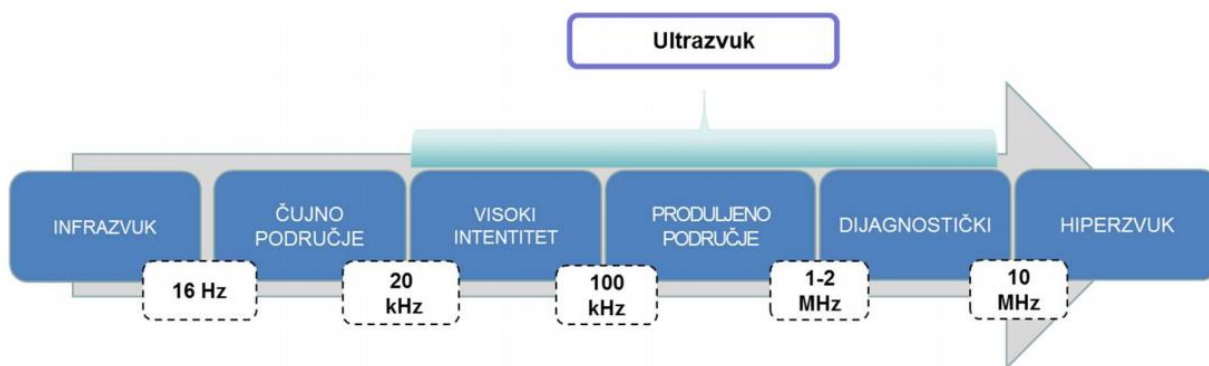 Ultrazvuk
INFRAZVUK
ČUJNO
PODRUČJE
VISOKI
INTENTITET
PRODULJENO
PODRUČJE
DIJAGNOSTIČKI
HIPERZVUK
16 Hz
20
kHz
100
kHz
1-2
MHz
10
MHz